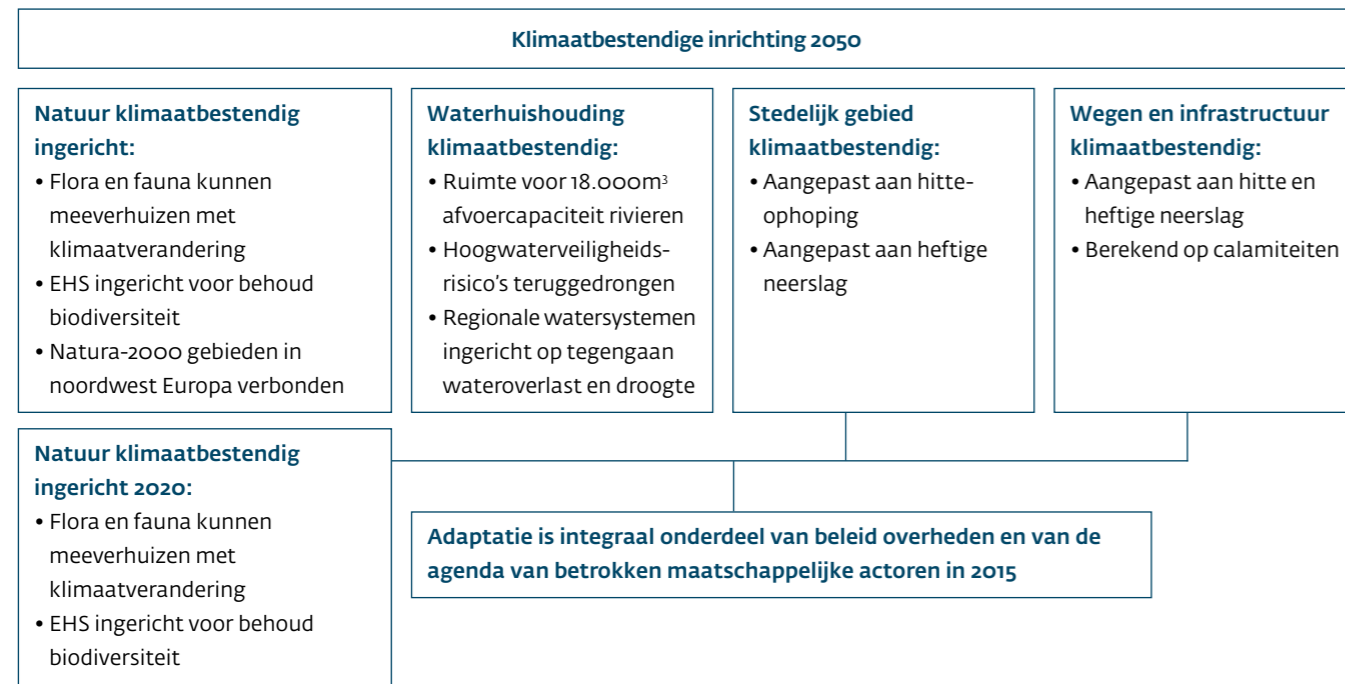 Klimaatbestendige inrichting 2050
Natuur klimaatbestendig
ingericht:
• Flora en fauna kunnen
meeverhuizen met
klimaatverandering
• EHS ingericht voor behoud
biodiversiteit
• Natura-2000 gebieden in
noordwest Europa verbonden
Waterhuishouding
klimaatbestendig:
• Ruimte voor 18.000m³
afvoercapaciteit rivieren
• Hoogwaterveiligheids-
risico's teruggedrongen
• Regionale watersystemen
ingericht op tegengaan
wateroverlast en droogte
Stedelijk gebied
klimaatbestendig:
• Aangepast aan hitte-
ophoping
• Aangepast aan heftige
neerslag
Wegen en infrastructuur
klimaatbestendig:
• Aangepast aan hitte en
heftige neerslag
• Berekend op calamiteiten
Natuur klimaatbestendig
ingericht 2020:
• Flora en fauna kunnen
meeverhuizen met
klimaatverandering
• EHS ingericht voor behoud
biodiversiteit
Adaptatie is integraal onderdeel van beleid overheden en van de
agenda van betrokken maatschappelijke actoren in 2015